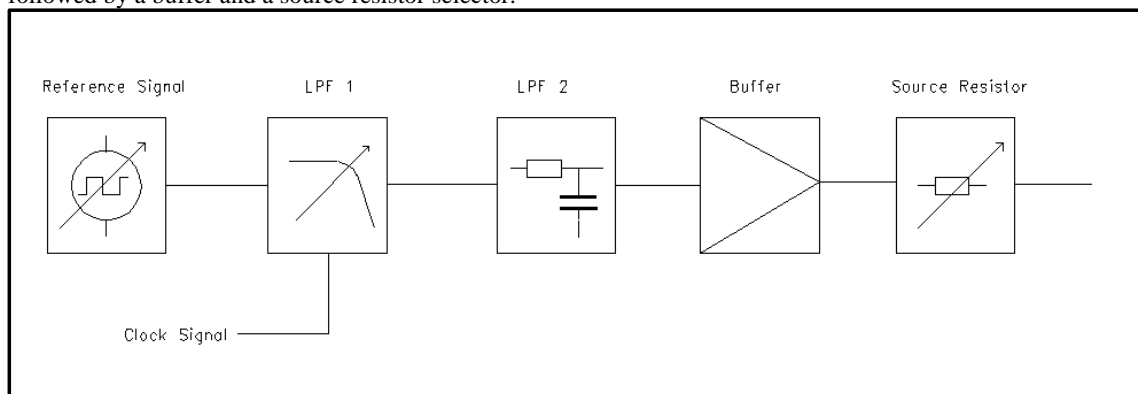 followed by a buffer and a source resistor selector.
Reference Signal LPF 1 LPF 2 Buffer Source Resistor
Clock Signal